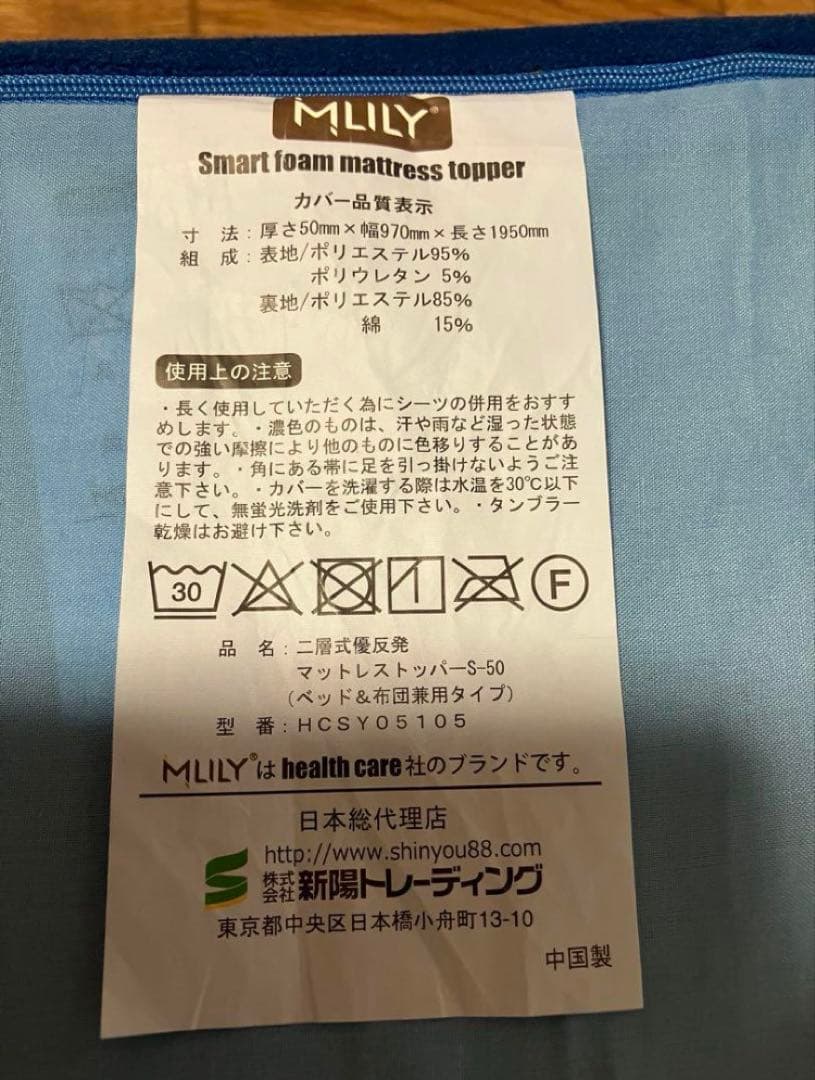 MLILY®
Smart foam mattress topper
カバー品質表示
寸 法：厚さ50mm×幅970mm×長さ1950mm
組 成：表地/ポリエステル95%
ポリウレタン 5%
裏地/ポリエステル85%
綿 15%
使用上の注意
・長く使用していただく為にシーツの併用をおすす
めします。・濃色のものは、汗や雨など湿った状態
での強い摩擦により他のものに色移りすることがあ
ります。・角にある帯に足を引っ掛けないようご注
意下さい。・カバーを洗濯する際は水温を30℃以下
にして、無蛍光洗剤をご使用下さい。・タンブラー
乾燥はお避け下さい。
30 F
品 名：二層式優反発
マットレストッパーS-50
（ベッド＆布団兼用タイプ）
型 番：HCSY05105
MLILY®は health care 社のブランドです。
日本総代理店
http://www.shinyou88.com
株式会社 新陽トレーディング
東京都中央区日本橋小舟町13-10
中国製